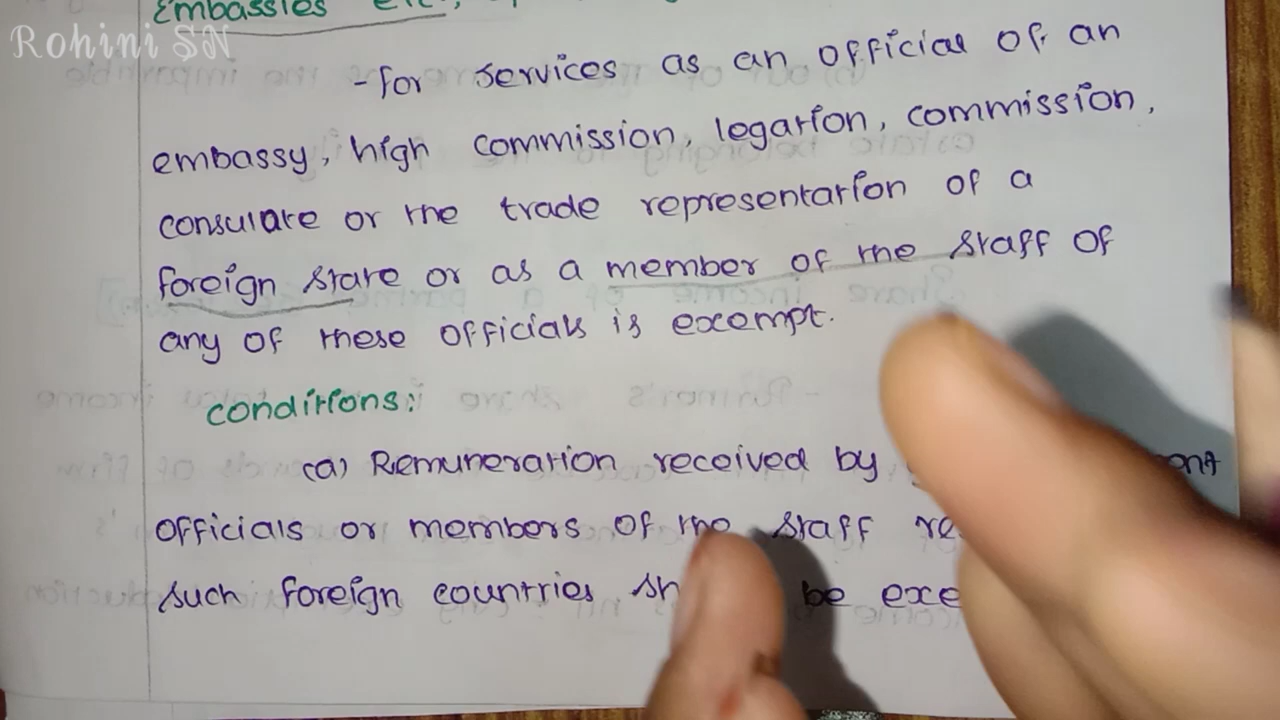 Embassies etc.,
Rohini SN
- for services as an official of an
embassy, high commission, legation, commission,
consulate or the trade representation of a
foreign state or as a member of the staff of
any of these officials is exempt.
conditions:
(a) Remuneration received by
officials or members of the staff
such foreign countries be